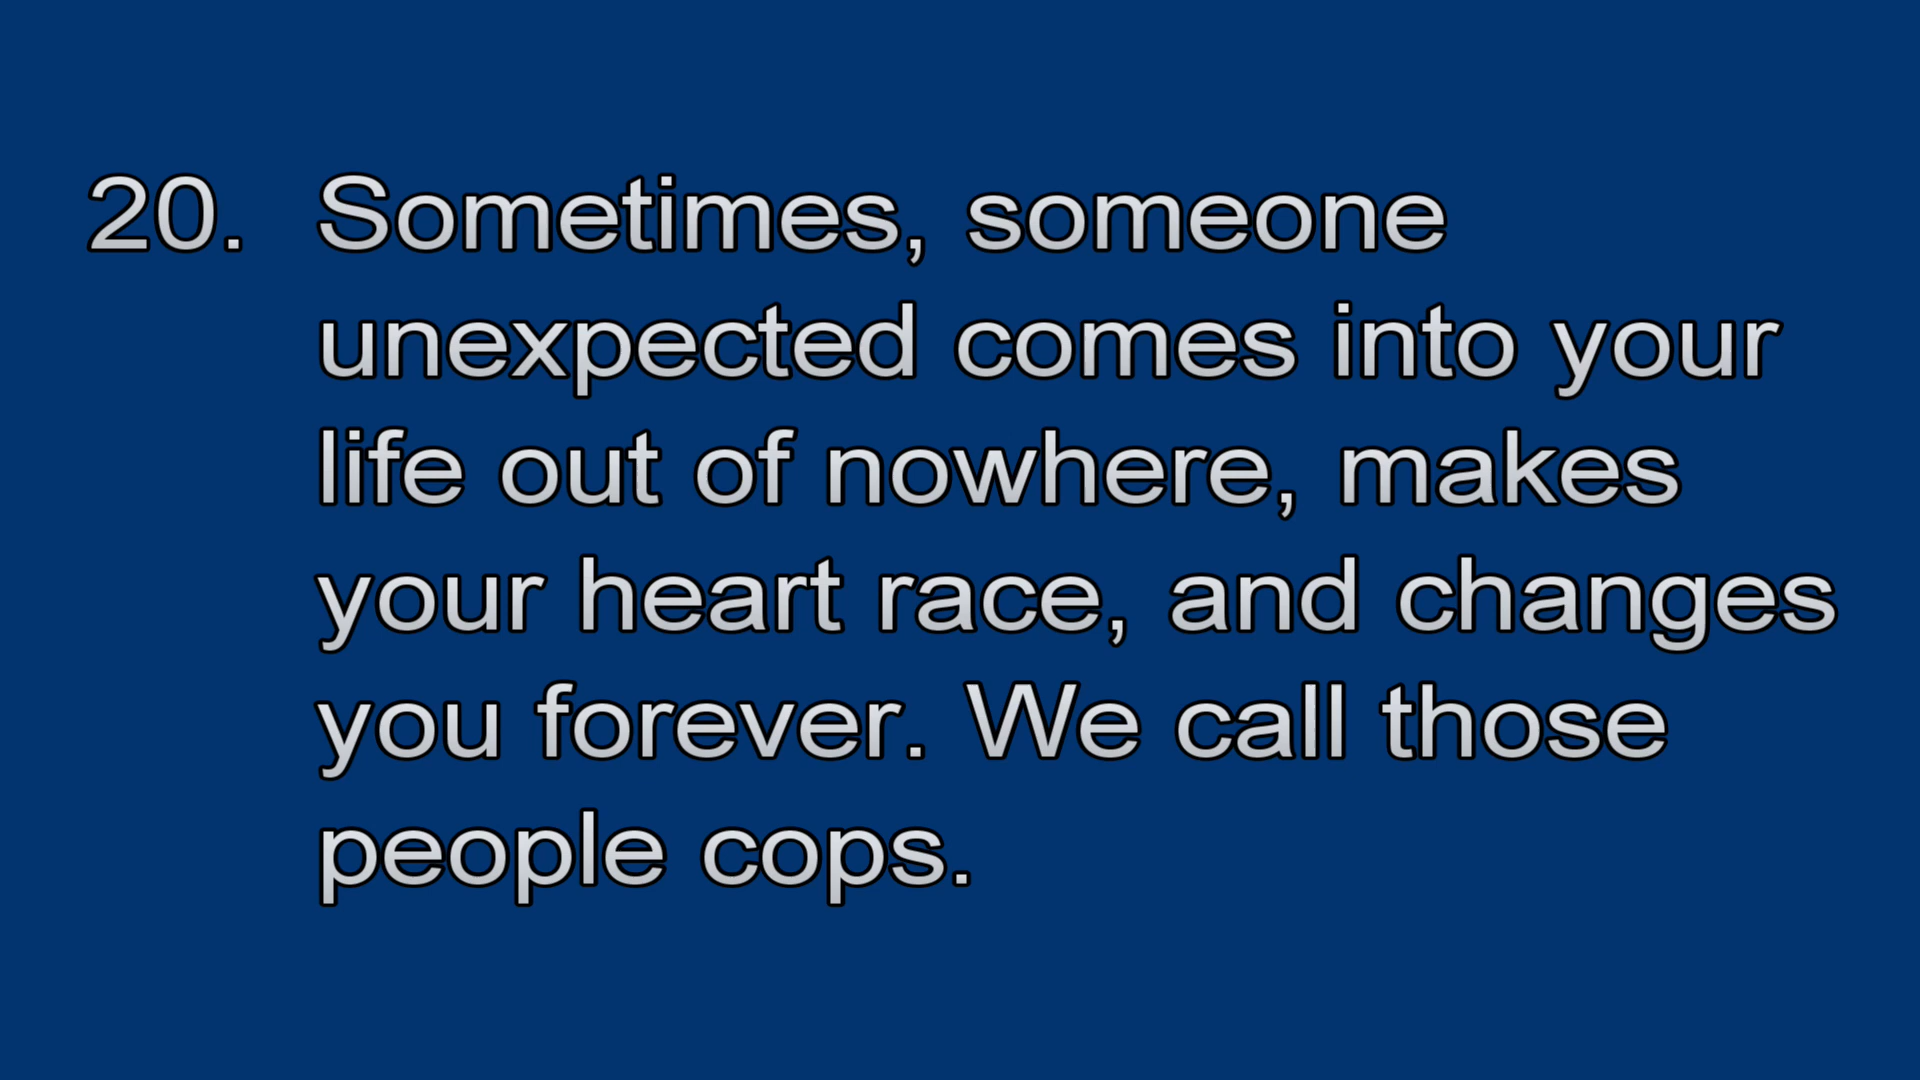 20. Sometimes, someone
unexpected comes into your
life out of nowhere, makes
your heart race, and changes
you forever. We call those
people cops.